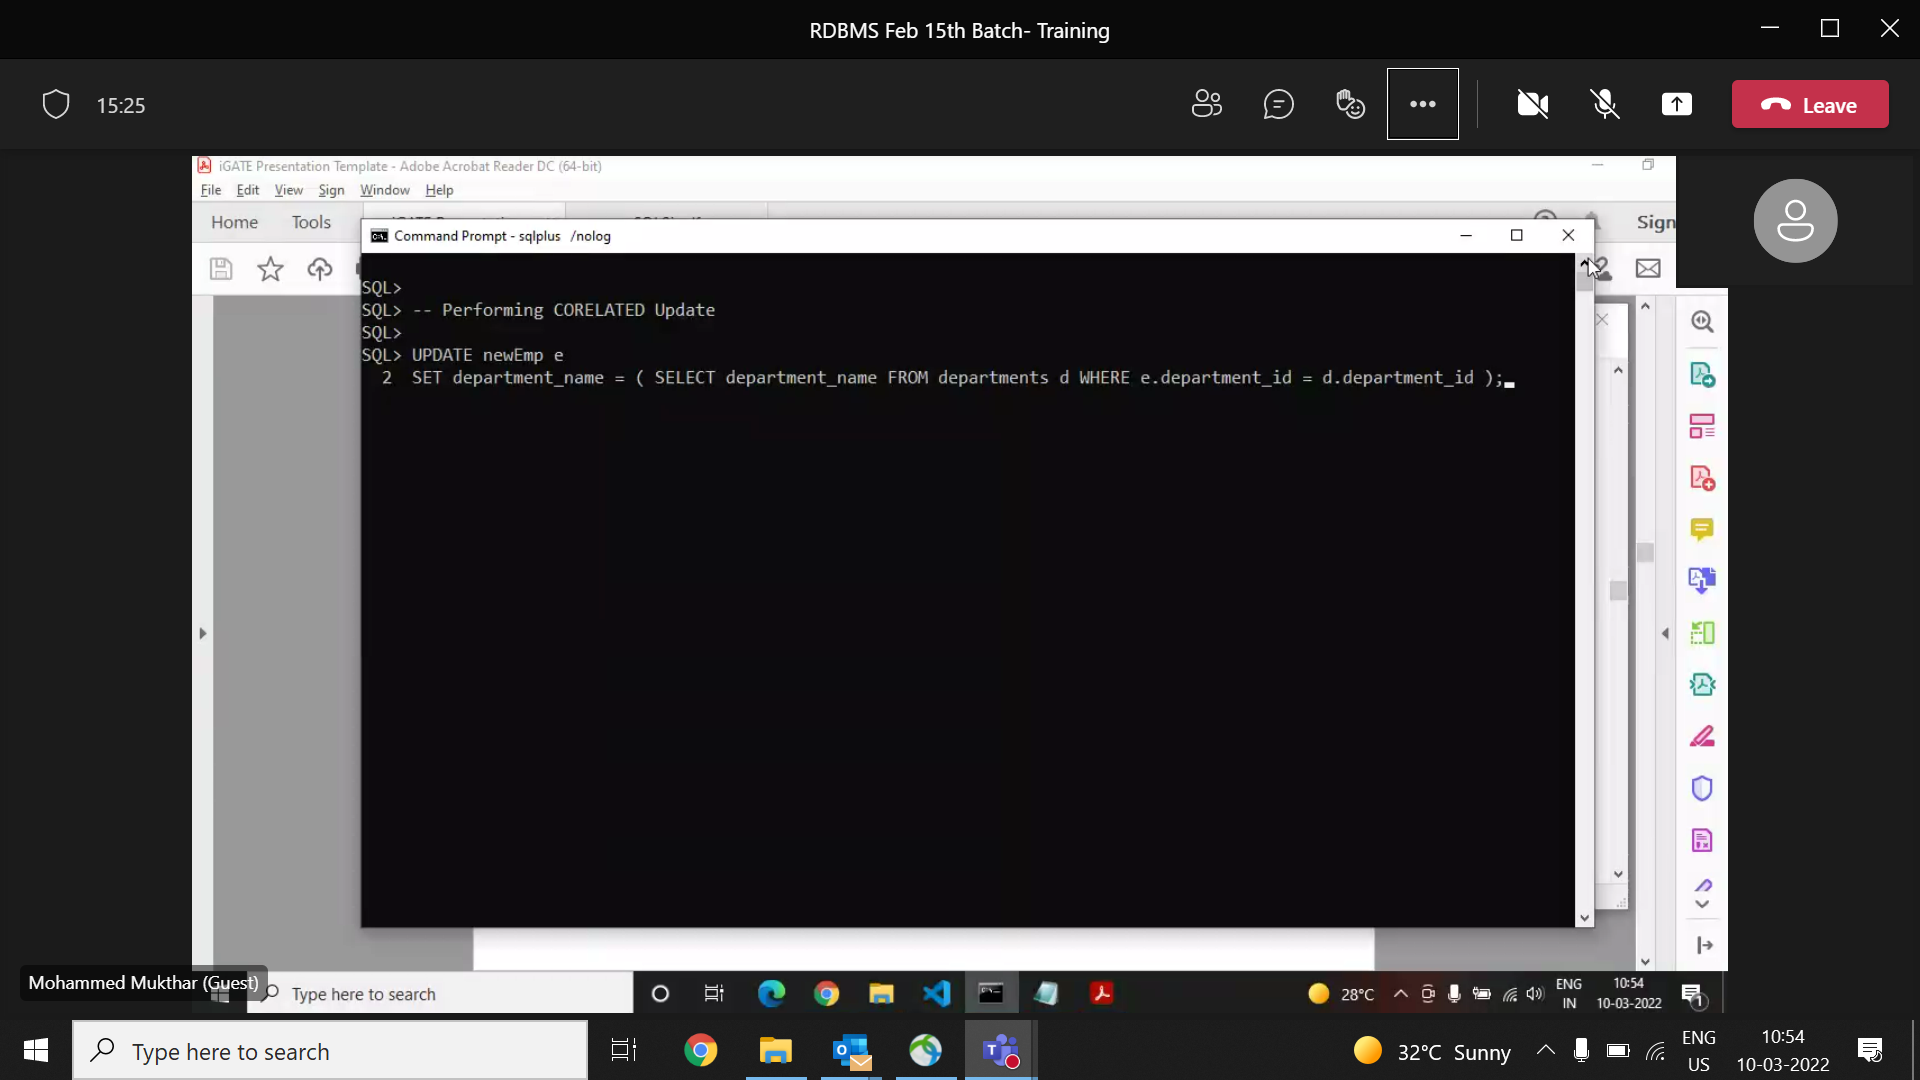 RDBMS Feb 15th Batch- Training
15:25
Leave
iGATE Presentation Template - Adobe Acrobat Reader DC (64-bit)
File Edit View Sign Window Help
Home Tools
Sign
Command Prompt - sqlplus /nolog
SQL>
SQL> -- Performing CORELATED Update
SQL>
SQL> UPDATE newEmp e
2 SET department_name = ( SELECT department_name FROM departments d WHERE e.department_id = d.department_id );
Mohammed Mukthar (Guest)
Type here to search
28°C
ENG
IN
10:54
10-03-2022
1
Type here to search
32°C Sunny
ENG
US
10:54
10-03-2022